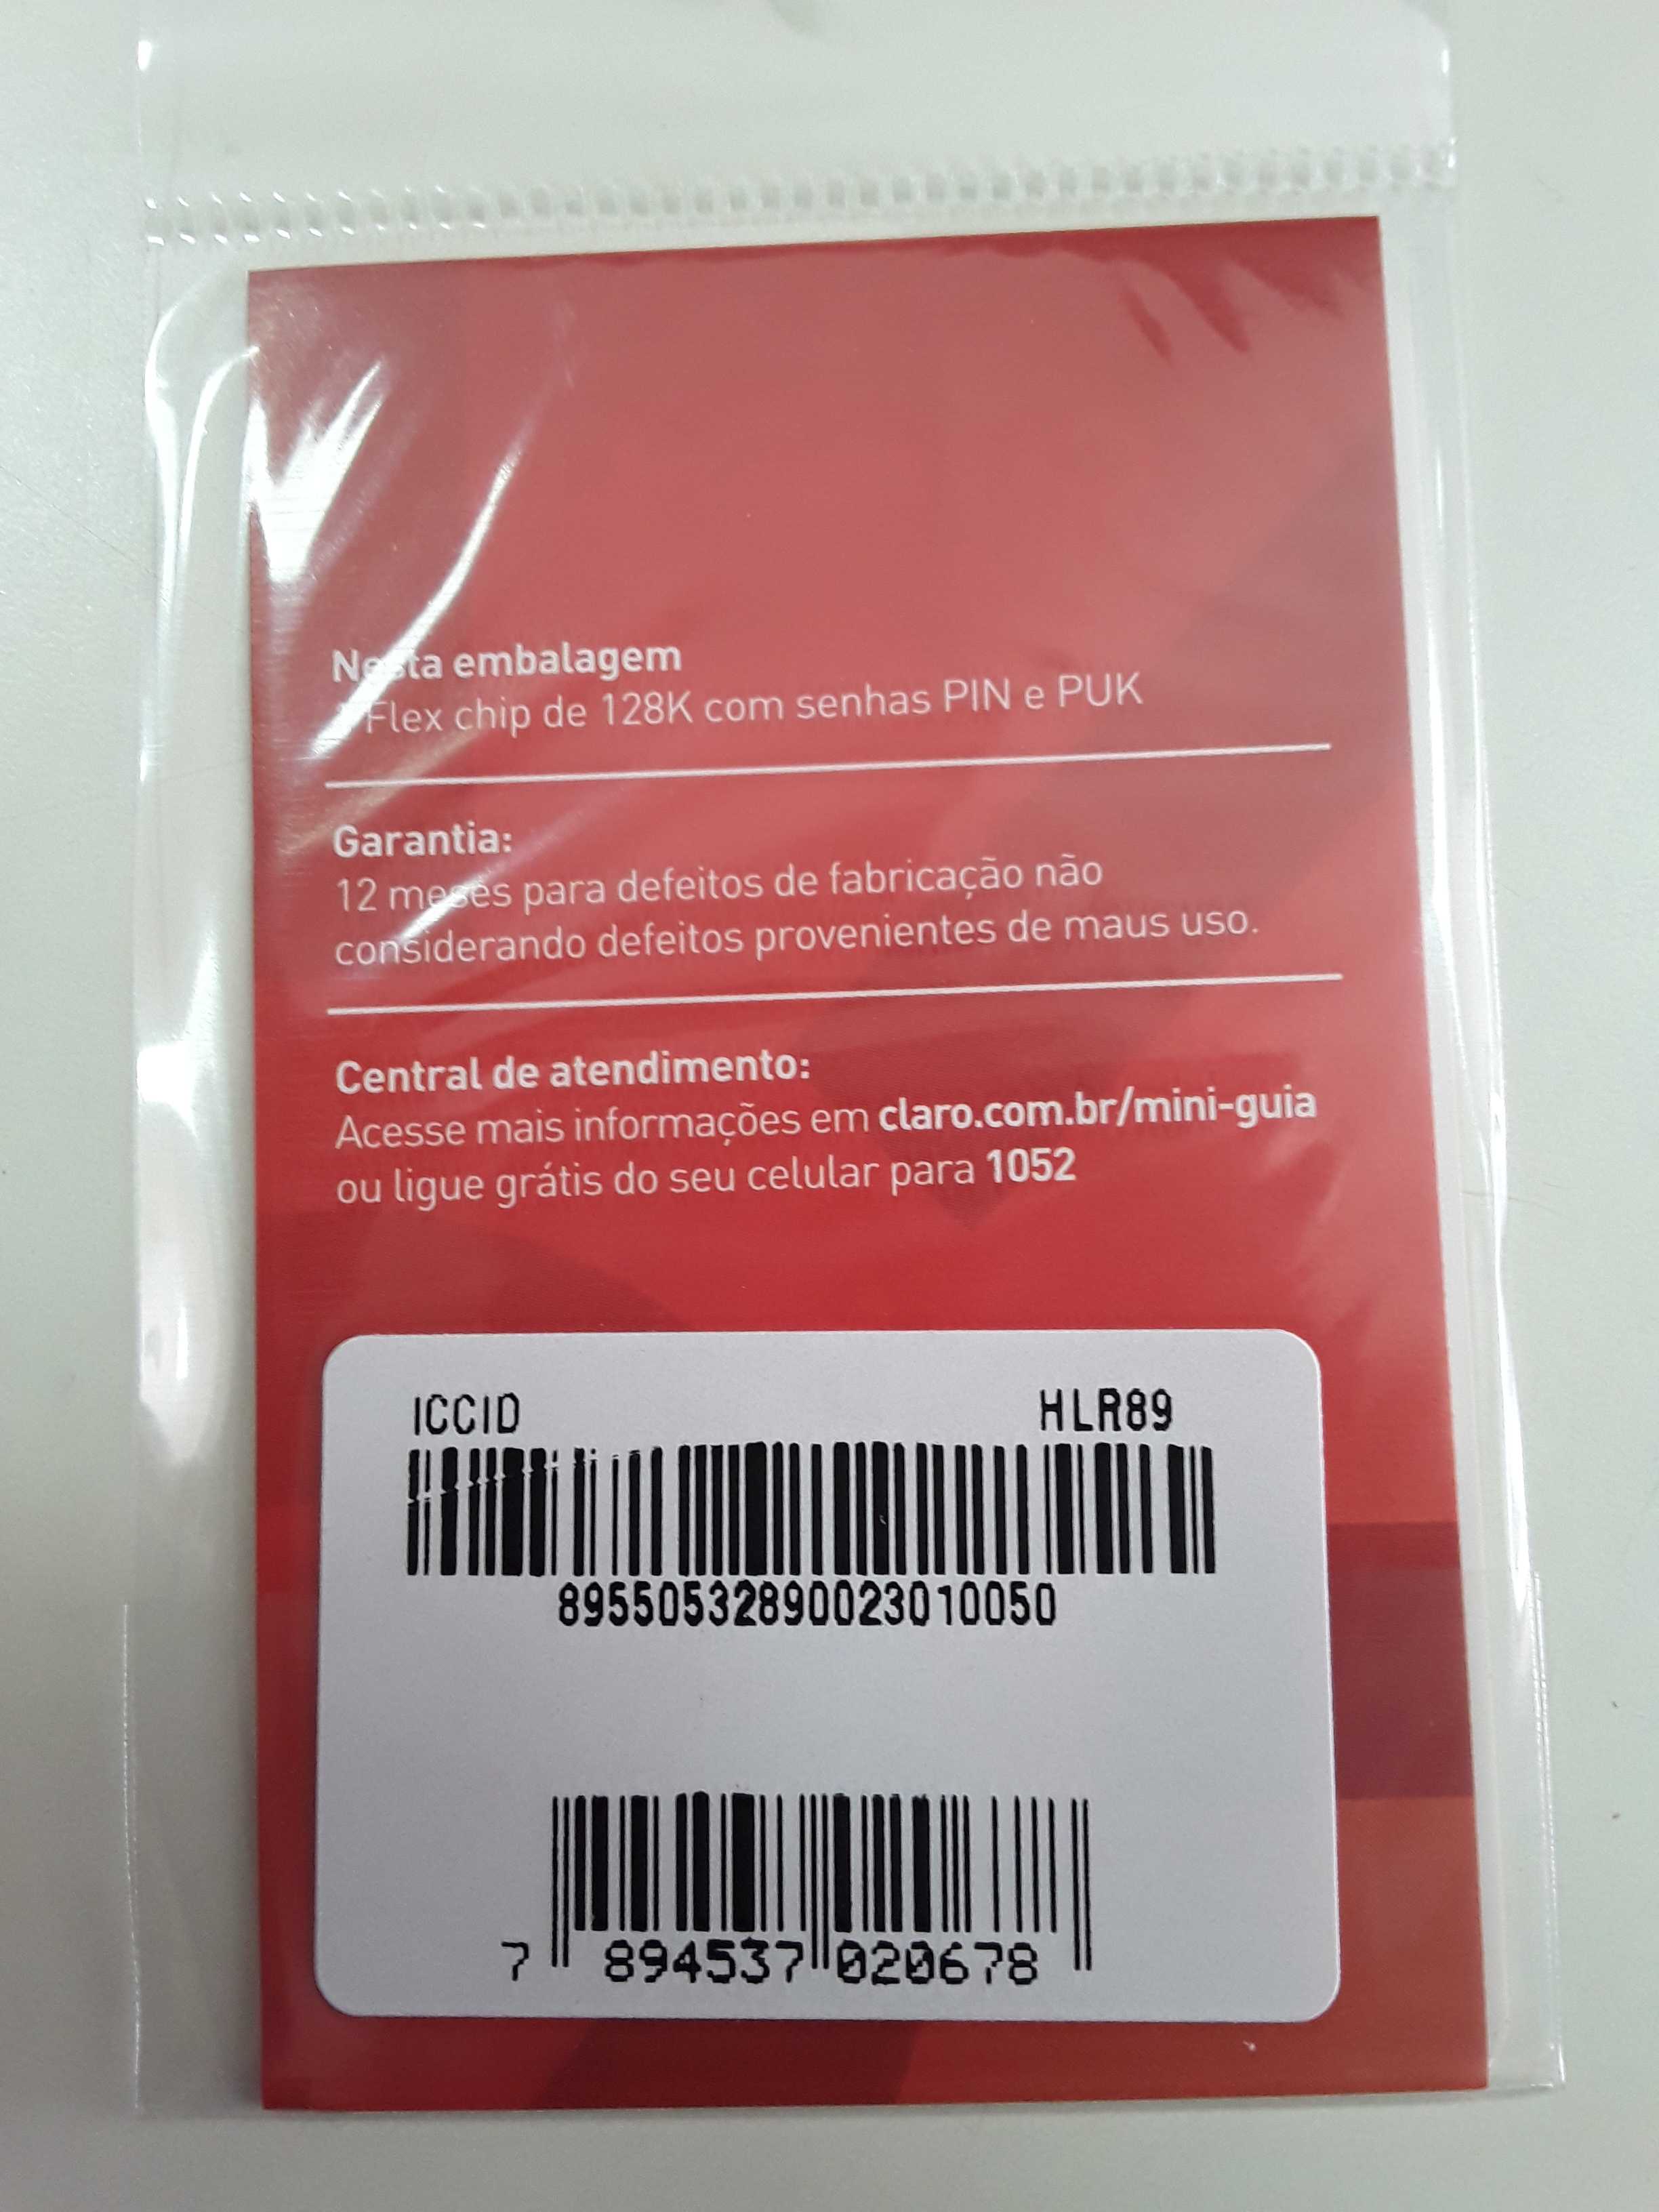 Nesta embalagem
1 Flex chip de 128K com senhas PIN e PUK
Garantia:
12 meses para defeitos de fabricação não
considerando defeitos provenientes de maus uso.
Central de atendimento:
Acesse mais informações em claro.com.br/mini-guia
ou ligue grátis do seu celular para 1052
ICCID HLR89
89550532890023010050
7 894537 020678